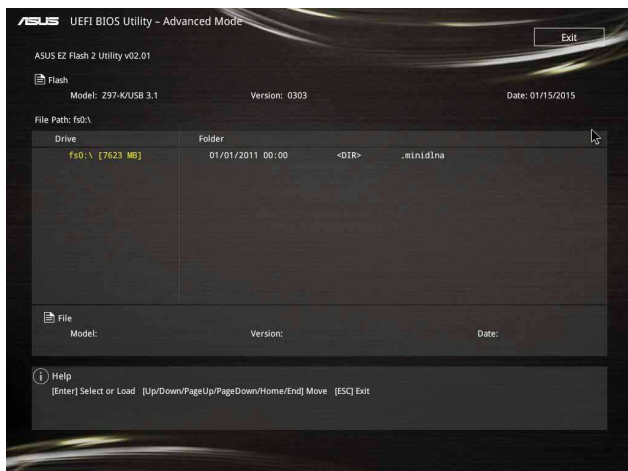 ASUS UEFI BIOS Utility – Advanced Mode
Exit
ASUS EZ Flash 2 Utility v02.01
Flash
Model: Z97-K/USB 3.1 Version: 0303 Date: 01/15/2015
File Path: fs0:\
Drive Folder
fs0:\ [7623 MB] 01/01/2011 00:00 <DIR> .minidlna
File
Model: Version: Date:
Help
[Enter] Select or Load [Up/Down/PageUp/PageDown/Home/End] Move [ESC] Exit